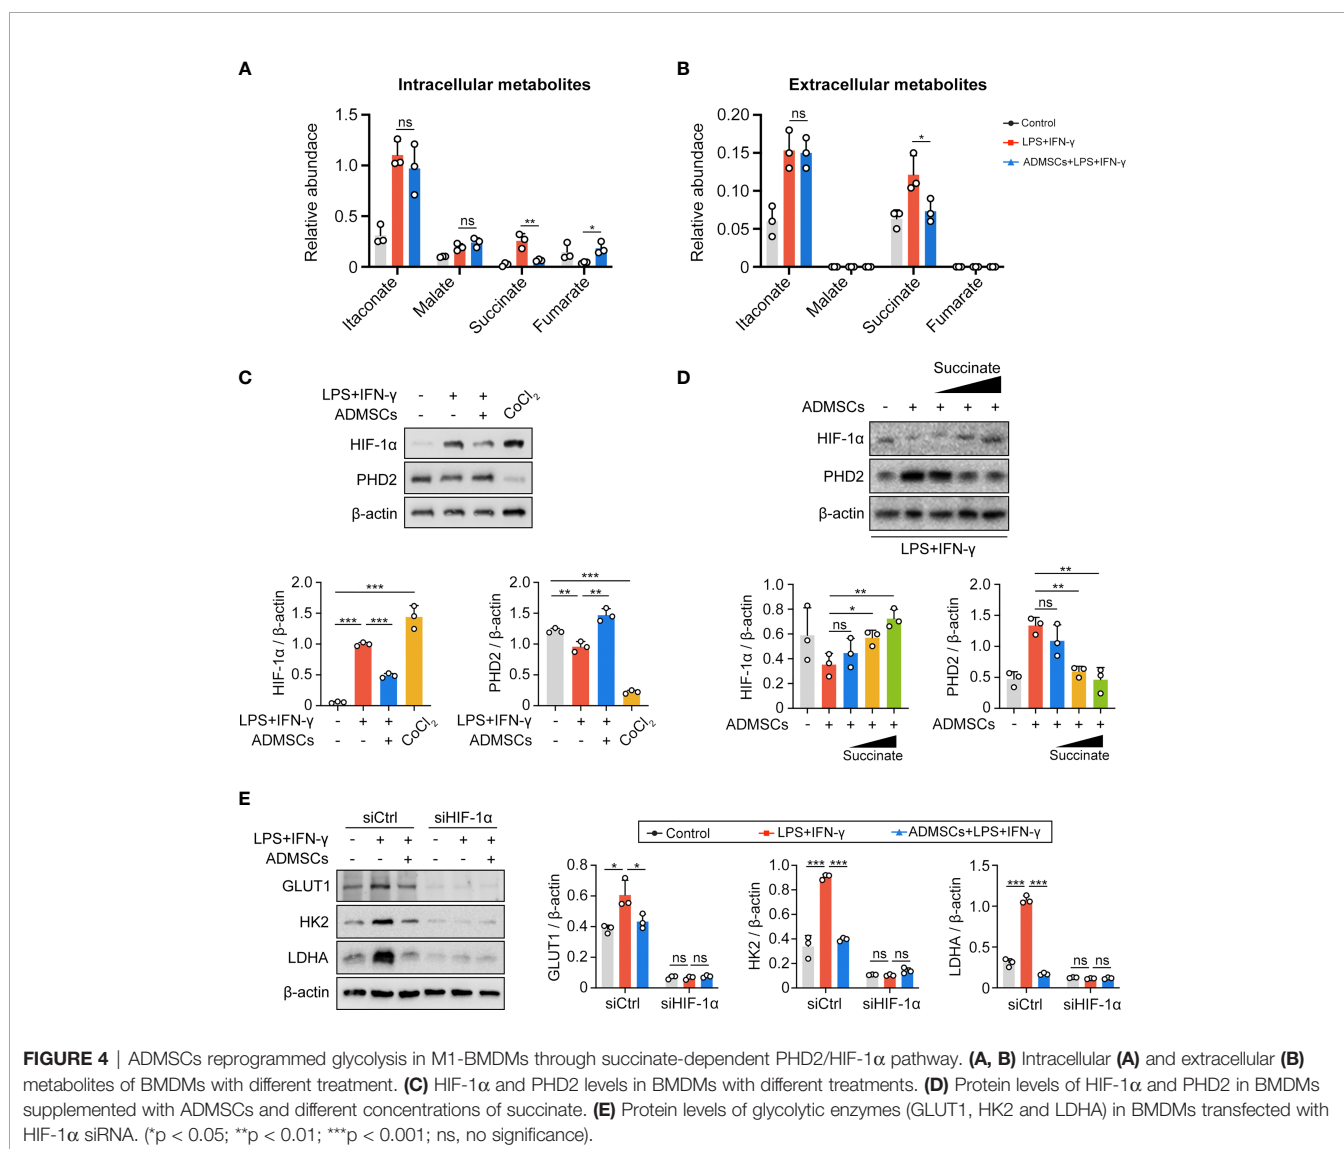 A
Intracellular metabolites
Relative abundace
1.5
1.0
0.5
0
ns
ns
**
*
Itaconate
Malate
Succinate
Fumarate
B
Extracellular metabolites
Relative abundance
0.20
0.15
0.10
0.05
0
ns
*
Itaconate
Malate
Succinate
Fumarate
Control
LPS+IFN-γ
ADMSCs+LPS+IFN-γ
C
LPS+IFN-γ - + +
ADMSCs - - + CoCl2
HIF-1α
PHD2
β-actin
HIF-1α / β-actin
2.0
1.5
1.0
0.5
0
***
*** ***
LPS+IFN-γ - + +
ADMSCs - - + CoCl2
PHD2 / β-actin
2.0
1.5
1.0
0.5
0.0
***
** **
LPS+IFN-γ - + +
ADMSCs - - + CoCl2
D
Succinate
ADMSCs - + + + +
HIF-1α
PHD2
β-actin
LPS+IFN-γ
HIF-1α / β-actin
1.0
0.8
0.6
0.4
0.2
0
**
*
ns
ADMSCs - + + + +
Succinate
PHD2 / β-actin
2.0
1.5
1.0
0.5
0.0
**
**
ns
ADMSCs - + + + +
Succinate
E
siCtrl siHIF-1α
LPS+IFN-γ - + + - + +
ADMSCs - - + - - +
GLUT1
HK2
LDHA
β-actin
Control LPS+IFN-γ ADMSCs+LPS+IFN-γ
GLUT1 / β-actin
0.8
0.6
0.4
0.2
0
* *
ns ns
siCtrl siHIF-1α
HK2 / β-actin
1.0
0.8
0.6
0.4
0.2
0
*** ***
ns ns
siCtrl siHIF-1α
LDHA / β-actin
1.5
1.0
0.5
0
*** ***
ns ns
siCtrl siHIF-1α
FIGURE 4 | ADMSCs reprogrammed glycolysis in M1-BMDMs through succinate-dependent PHD2/HIF-1α pathway. (A, B) Intracellular (A) and extracellular (B)
metabolites of BMDMs with different treatment. (C) HIF-1α and PHD2 levels in BMDMs with different treatments. (D) Protein levels of HIF-1α and PHD2 in BMDMs
supplemented with ADMSCs and different concentrations of succinate. (E) Protein levels of glycolytic enzymes (GLUT1, HK2 and LDHA) in BMDMs transfected with
HIF-1α siRNA. (*p < 0.05; **p < 0.01; ***p < 0.001; ns, no significance).